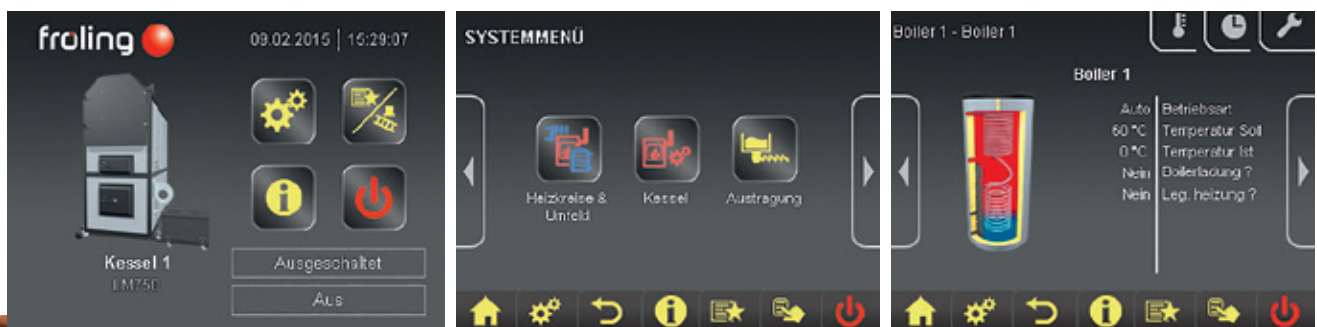 froling
09.02.2015 | 15:29:07
Kessel 1
LM750
Ausgeschaltet
Aus
SYSTEMMENÜ
Heizkreise &
Umfeld
Kessel
Austragung
Boiler 1 - Boiler 1
Boiler 1
Auto Betriebsart
60 °C Temperatur Soll
0 °C Temperatur Ist
Nein Boilerladung ?
Nein Leg. heizung ?